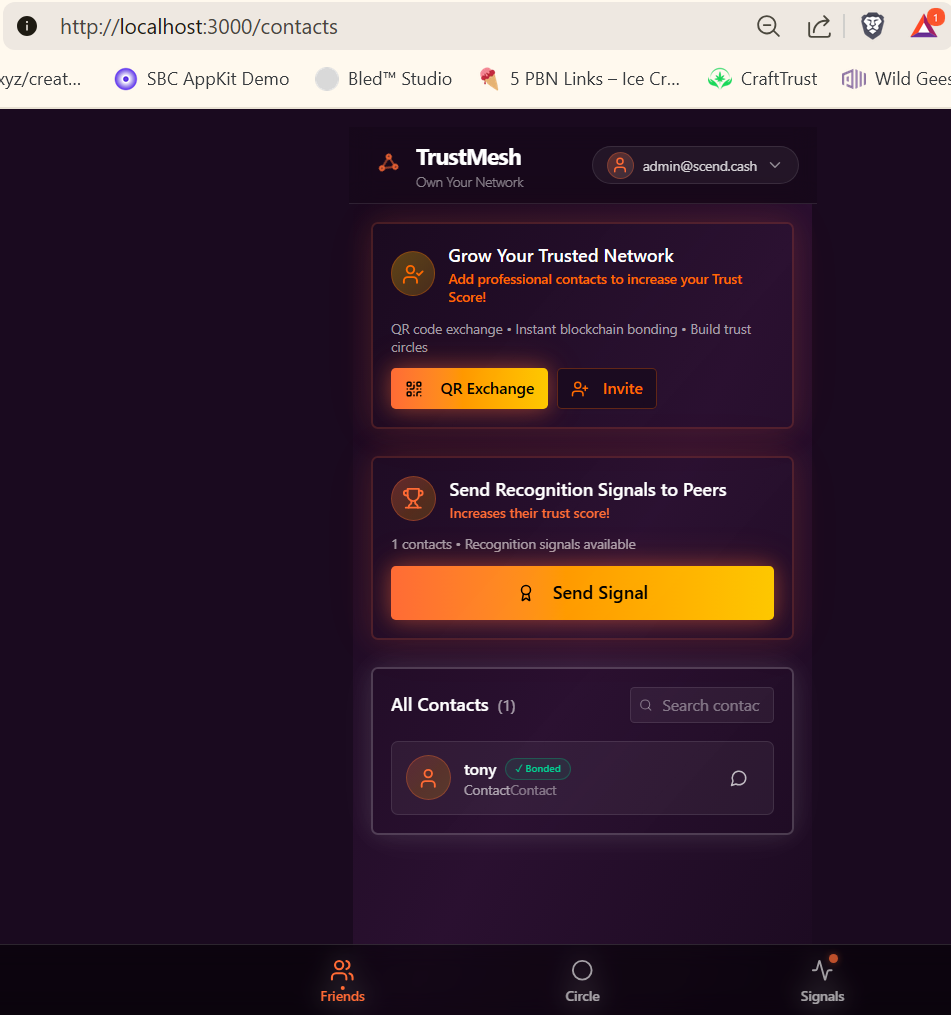 http://localhost:3000/contacts
1
xyz/creat...
SBC AppKit Demo
Bled™ Studio
5 PBN Links – Ice Cr...
CraftTrust
Wild Gees
TrustMesh
Own Your Network
admin@scend.cash
Grow Your Trusted Network
Add professional contacts to increase your Trust
Score!
QR code exchange • Instant blockchain bonding • Build trust
circles
QR Exchange
Invite
Send Recognition Signals to Peers
Increases their trust score!
1 contacts • Recognition signals available
Send Signal
All Contacts (1)
Search contac
tony
✓ Bonded
ContactContact
Friends
Circle
Signals